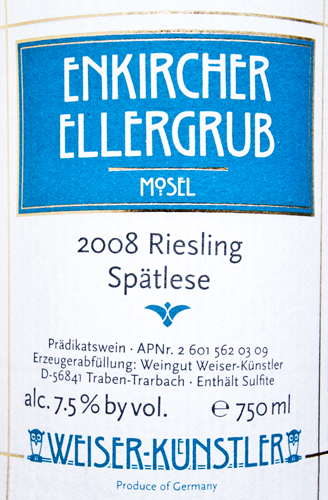 ENKIRCHER
ELLERGRUB
MOSEL
2008 Riesling
Spätlese
Prädikatswein · APNr. 2 601 562 03 09
Erzeugerabfüllung: Weingut Weiser-Künstler
D-56841 Traben-Trarbach · Enthält Sulfite
alc. 7.5 % by vol. ℮ 750 ml
WEISER-KÜNSTLER
Produce of Germany